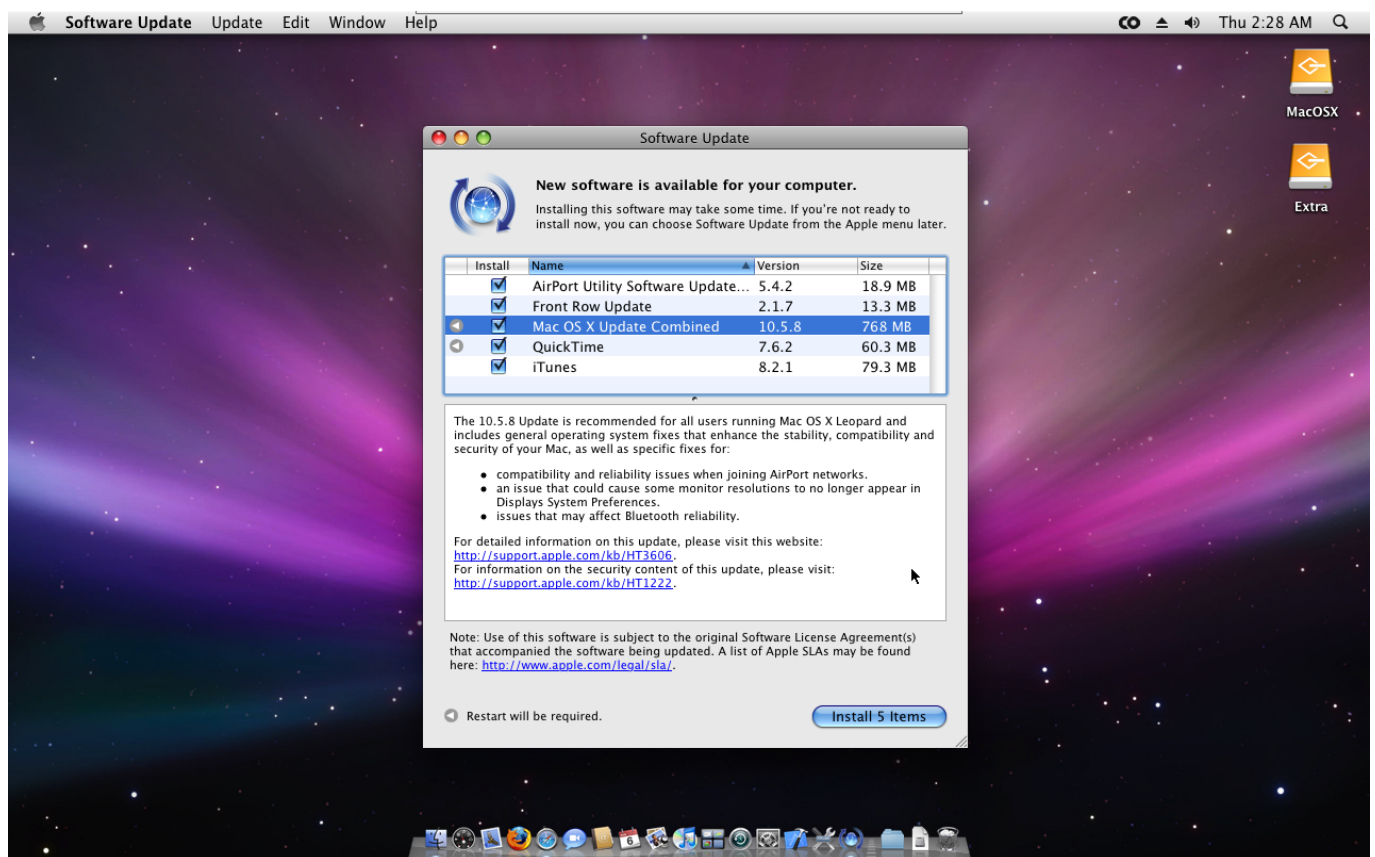 Software Update Update Edit Window Help Thu 2:28 AM
MacOSX
Extra
Software Update
New software is available for your computer.
Installing this software may take some time. If you're not ready to
install now, you can choose Software Update from the Apple menu later.
Install Name Version Size
AirPort Utility Software Update... 5.4.2 18.9 MB
Front Row Update 2.1.7 13.3 MB
Mac OS X Update Combined 10.5.8 768 MB
QuickTime 7.6.2 60.3 MB
iTunes 8.2.1 79.3 MB
The 10.5.8 Update is recommended for all users running Mac OS X Leopard and
includes general operating system fixes that enhance the stability, compatibility and
security of your Mac, as well as specific fixes for:
• compatibility and reliability issues when joining AirPort networks.
• an issue that could cause some monitor resolutions to no longer appear in
Displays System Preferences.
• issues that may affect Bluetooth reliability.
For detailed information on this update, please visit this website:
http://support.apple.com/kb/HT3606.
For information on the security content of this update, please visit:
http://support.apple.com/kb/HT1222.
Note: Use of this software is subject to the original Software License Agreement(s)
that accompanied the software being updated. A list of Apple SLAs may be found
here: http://www.apple.com/legal/sla/.
Restart will be required.
Install 5 Items
6